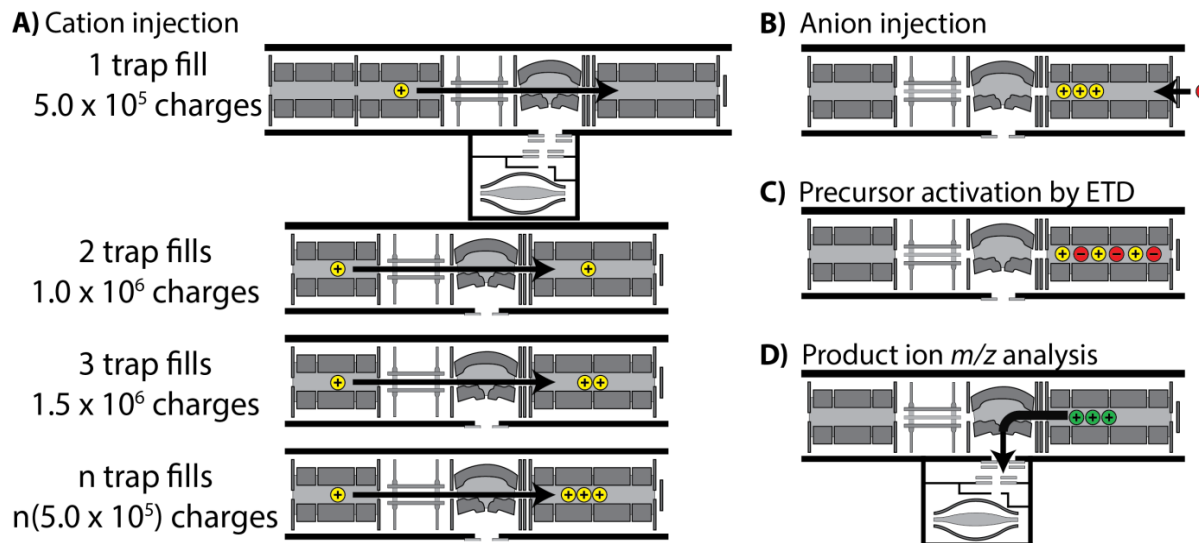 A) Cation injection
1 trap fill
5.0 x 10⁵ charges
2 trap fills
1.0 x 10⁶ charges
3 trap fills
1.5 x 10⁶ charges
n trap fills
n(5.0 x 10⁵) charges
B) Anion injection
C) Precursor activation by ETD
D) Product ion m/z analysis